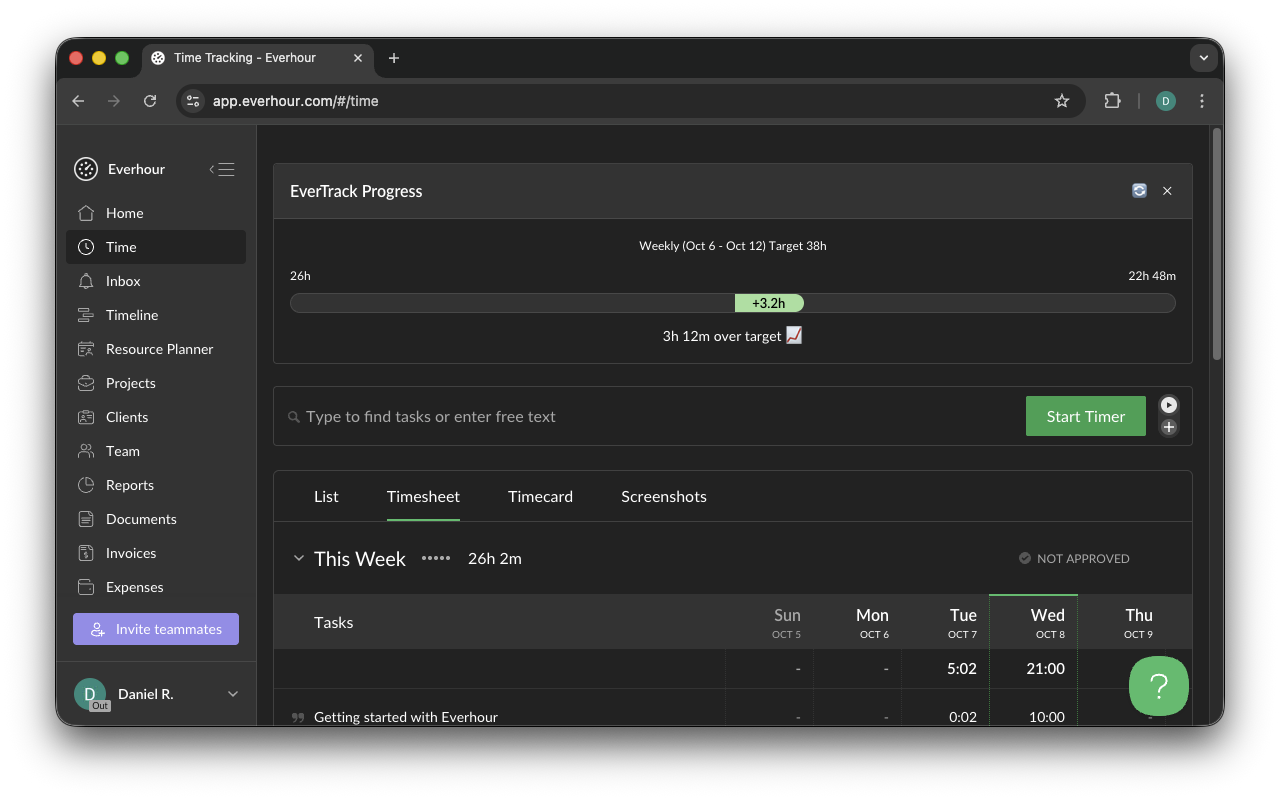 Time Tracking - Everhour
app.everhour.com/#/time
D
Everhour
Home
Time
Inbox
Timeline
Resource Planner
Projects
Clients
Team
Reports
Documents
Invoices
Expenses
Invite teammates
D
Out
Daniel R.
EverTrack Progress
Weekly (Oct 6 - Oct 12) Target 38h
26h
22h 48m
+3.2h
3h 12m over target
Type to find tasks or enter free text
Start Timer
List Timesheet Timecard Screenshots
This Week 26h 2m NOT APPROVED
Tasks Sun Mon Tue Wed Thu
OCT 5 OCT 6 OCT 7 OCT 8 OCT 9
- - 5:02 21:00
Getting started with Everhour - - 0:02 10:00 -
?